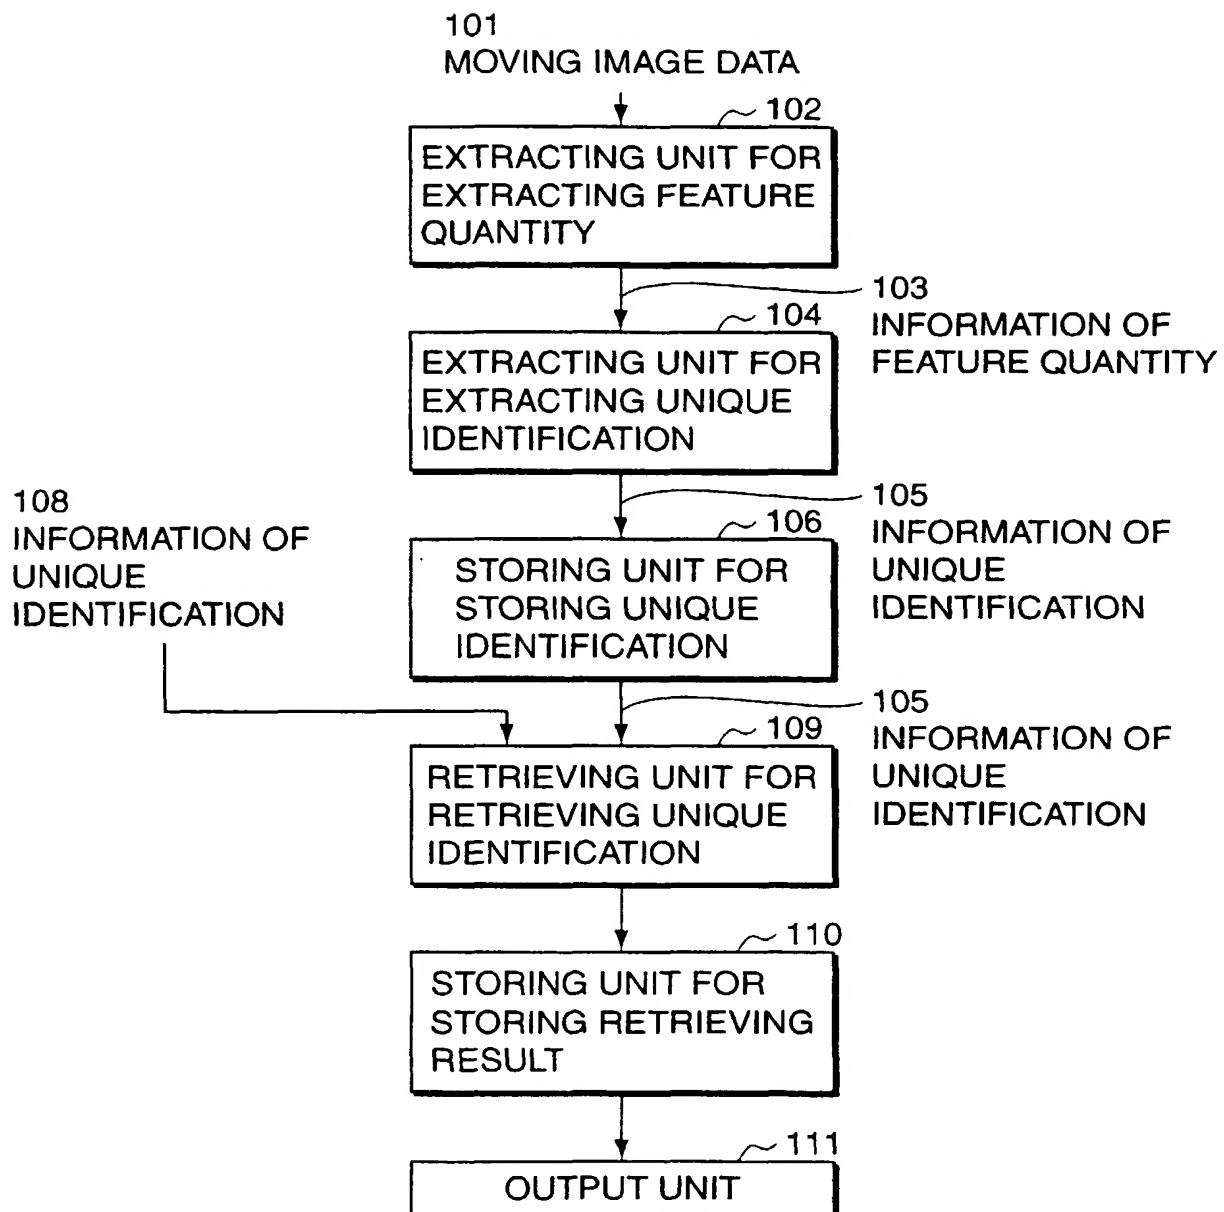 101
MOVING IMAGE DATA
102
EXTRACTING UNIT FOR
EXTRACTING FEATURE
QUANTITY
103
INFORMATION OF
FEATURE QUANTITY
104
EXTRACTING UNIT FOR
EXTRACTING UNIQUE
IDENTIFICATION
105
INFORMATION OF
UNIQUE
IDENTIFICATION
106
STORING UNIT FOR
STORING UNIQUE
IDENTIFICATION
108
INFORMATION OF
UNIQUE
IDENTIFICATION
105
INFORMATION OF
UNIQUE
IDENTIFICATION
109
RETRIEVING UNIT FOR
RETRIEVING UNIQUE
IDENTIFICATION
110
STORING UNIT FOR
STORING RETRIEVING
RESULT
111
OUTPUT UNIT